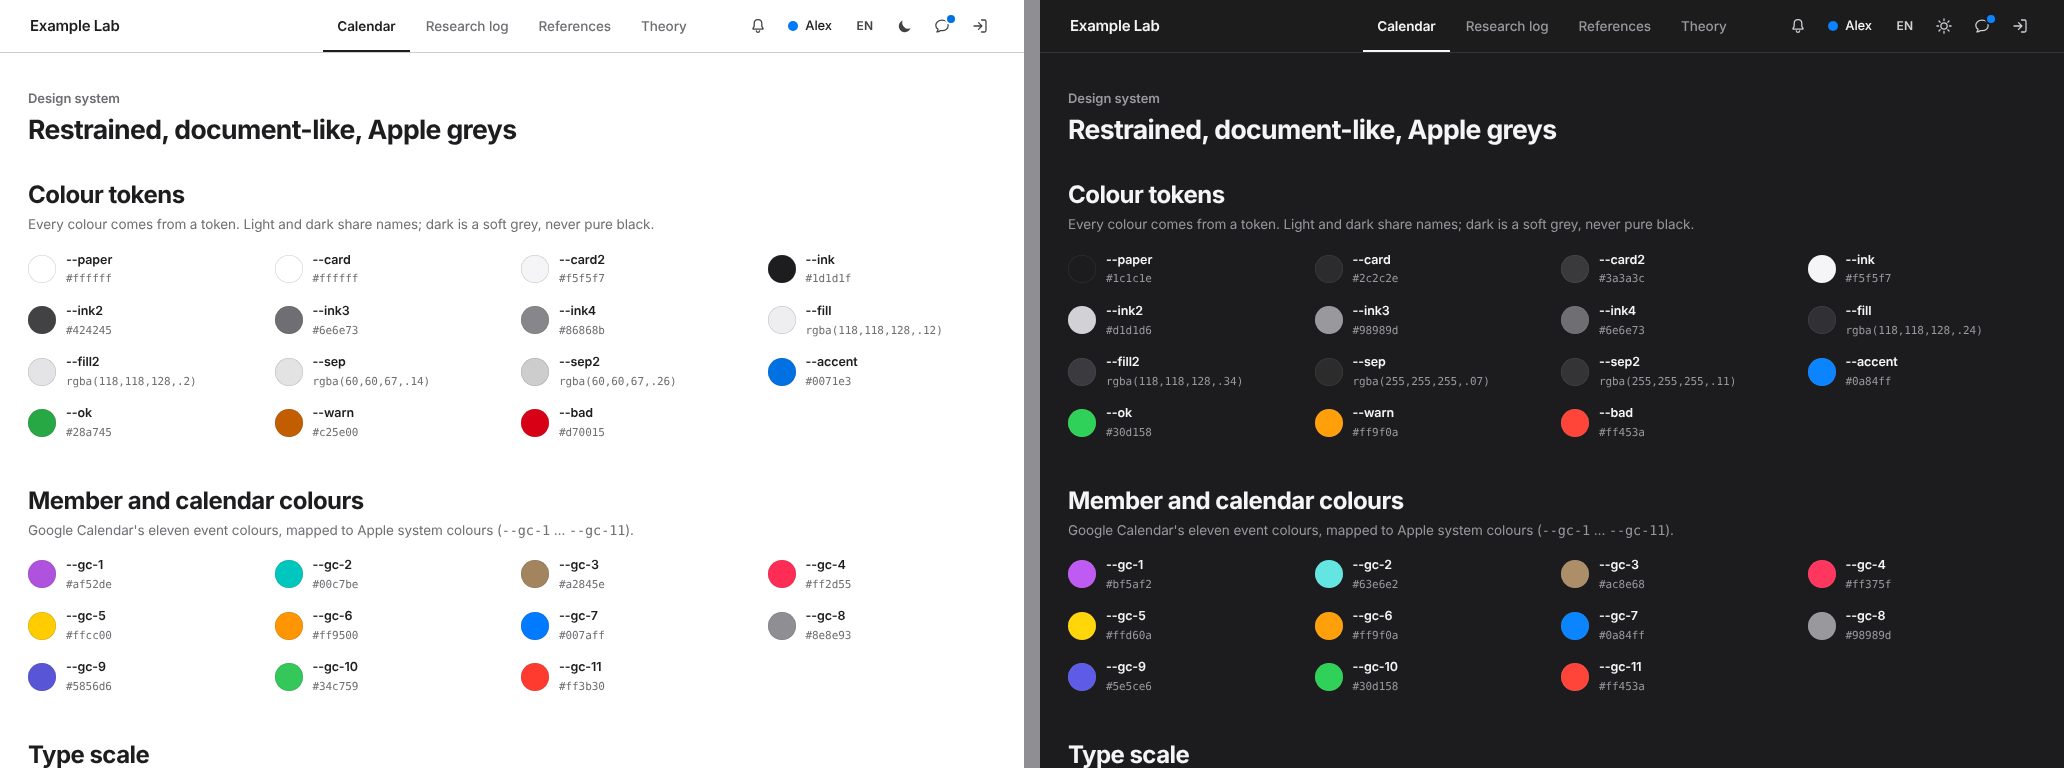 Example Lab Calendar Research log References Theory Alex EN
Design system
Restrained, document-like, Apple greys
Colour tokens
Every colour comes from a token. Light and dark share names; dark is a soft grey, never pure black.
--paper --card --card2 --ink
#ffffff #ffffff #f5f5f7 #1d1d1f
--ink2 --ink3 --ink4 --fill
#424245 #6e6e73 #86868b rgba(118,118,128,.12)
--fill2 --sep --sep2 --accent
rgba(118,118,128,.2) rgba(60,60,67,.14) rgba(60,60,67,.26) #0071e3
--ok --warn --bad
#28a745 #c25e00 #d70015
Member and calendar colours
Google Calendar's eleven event colours, mapped to Apple system colours (--gc-1 … --gc-11).
--gc-1 --gc-2 --gc-3 --gc-4
#af52de #00c7be #a2845e #ff2d55
--gc-5 --gc-6 --gc-7 --gc-8
#ffcc00 #ff9500 #007aff #8e8e93
--gc-9 --gc-10 --gc-11
#5856d6 #34c759 #ff3b30
Type scale
Example Lab Calendar Research log References Theory Alex EN
Design system
Restrained, document-like, Apple greys
Colour tokens
Every colour comes from a token. Light and dark share names; dark is a soft grey, never pure black.
--paper --card --card2 --ink
#1c1c1e #2c2c2e #3a3a3c #f5f5f7
--ink2 --ink3 --ink4 --fill
#d1d1d6 #98989d #6e6e73 rgba(118,118,128,.24)
--fill2 --sep --sep2 --accent
rgba(118,118,128,.34) rgba(255,255,255,.07) rgba(255,255,255,.11) #0a84ff
--ok --warn --bad
#30d158 #ff9f0a #ff453a
Member and calendar colours
Google Calendar's eleven event colours, mapped to Apple system colours (--gc-1 … --gc-11).
--gc-1 --gc-2 --gc-3 --gc-4
#bf5af2 #63e6e2 #ac8e68 #ff375f
--gc-5 --gc-6 --gc-7 --gc-8
#ffd60a #ff9f0a #0a84ff #98989d
--gc-9 --gc-10 --gc-11
#5e5ce6 #30d158 #ff453a
Type scale